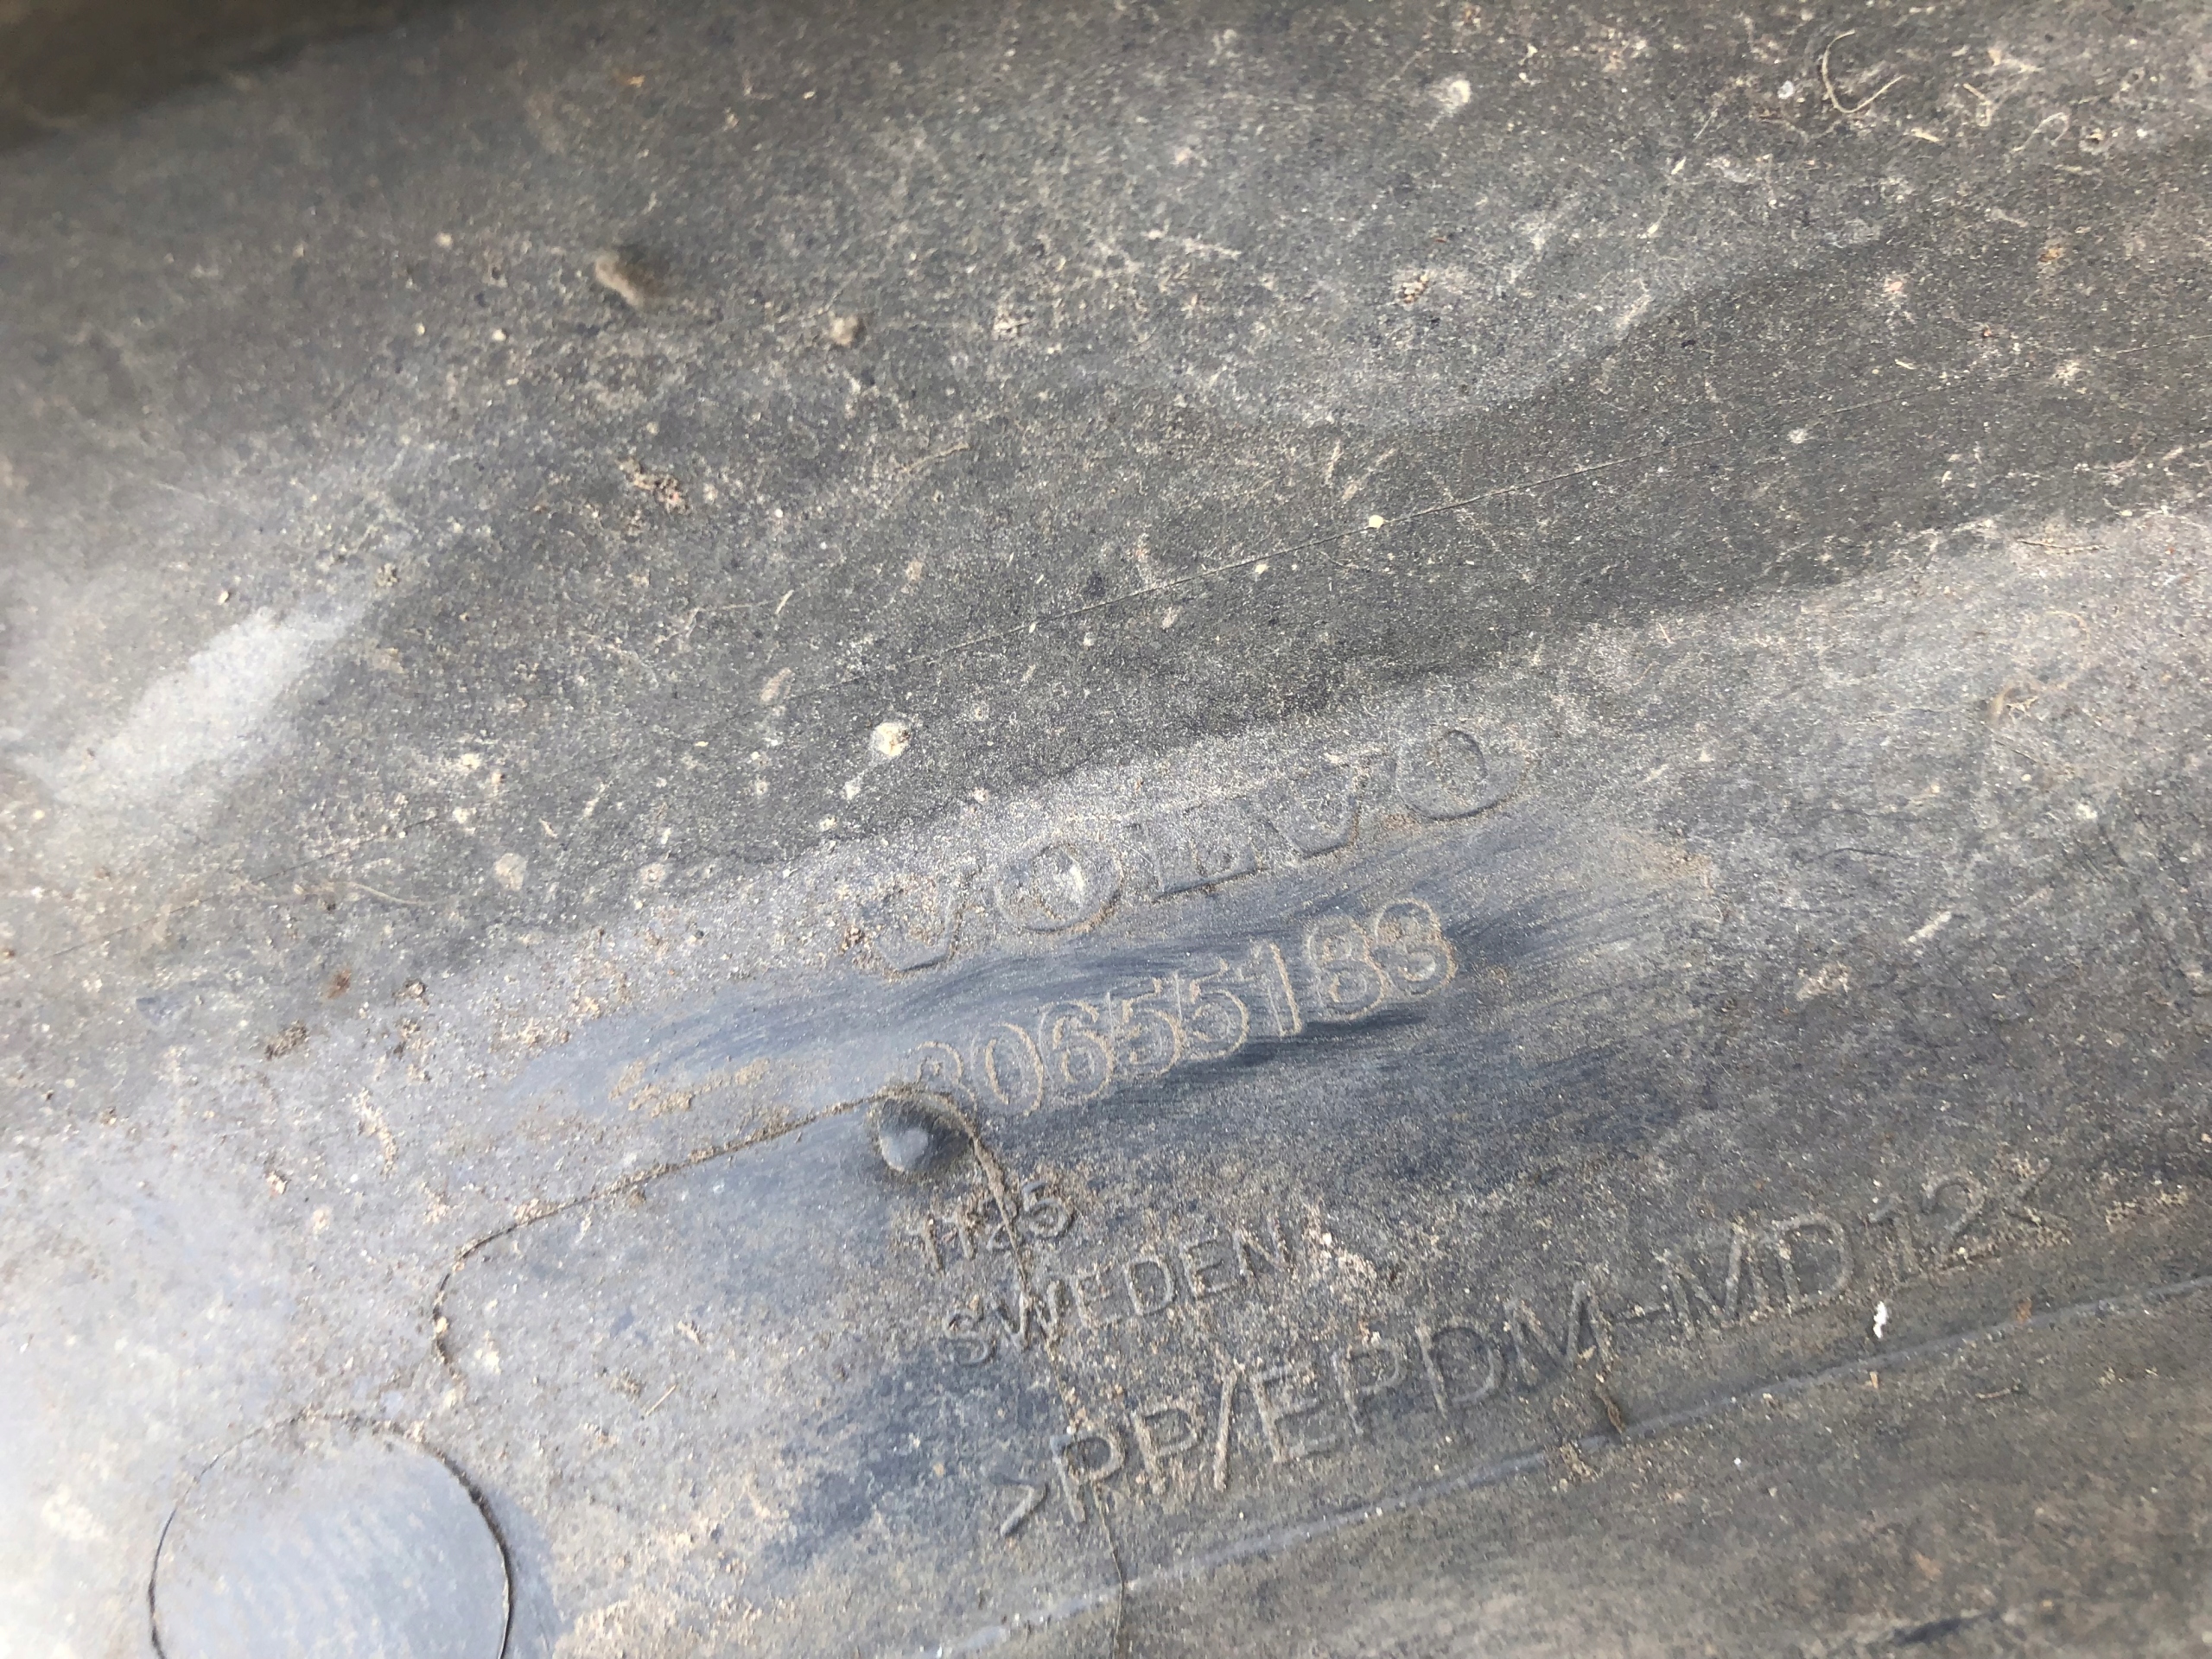 VOLVO
30655183
1125
SWEDEN
>PP/EPDM-MD12<